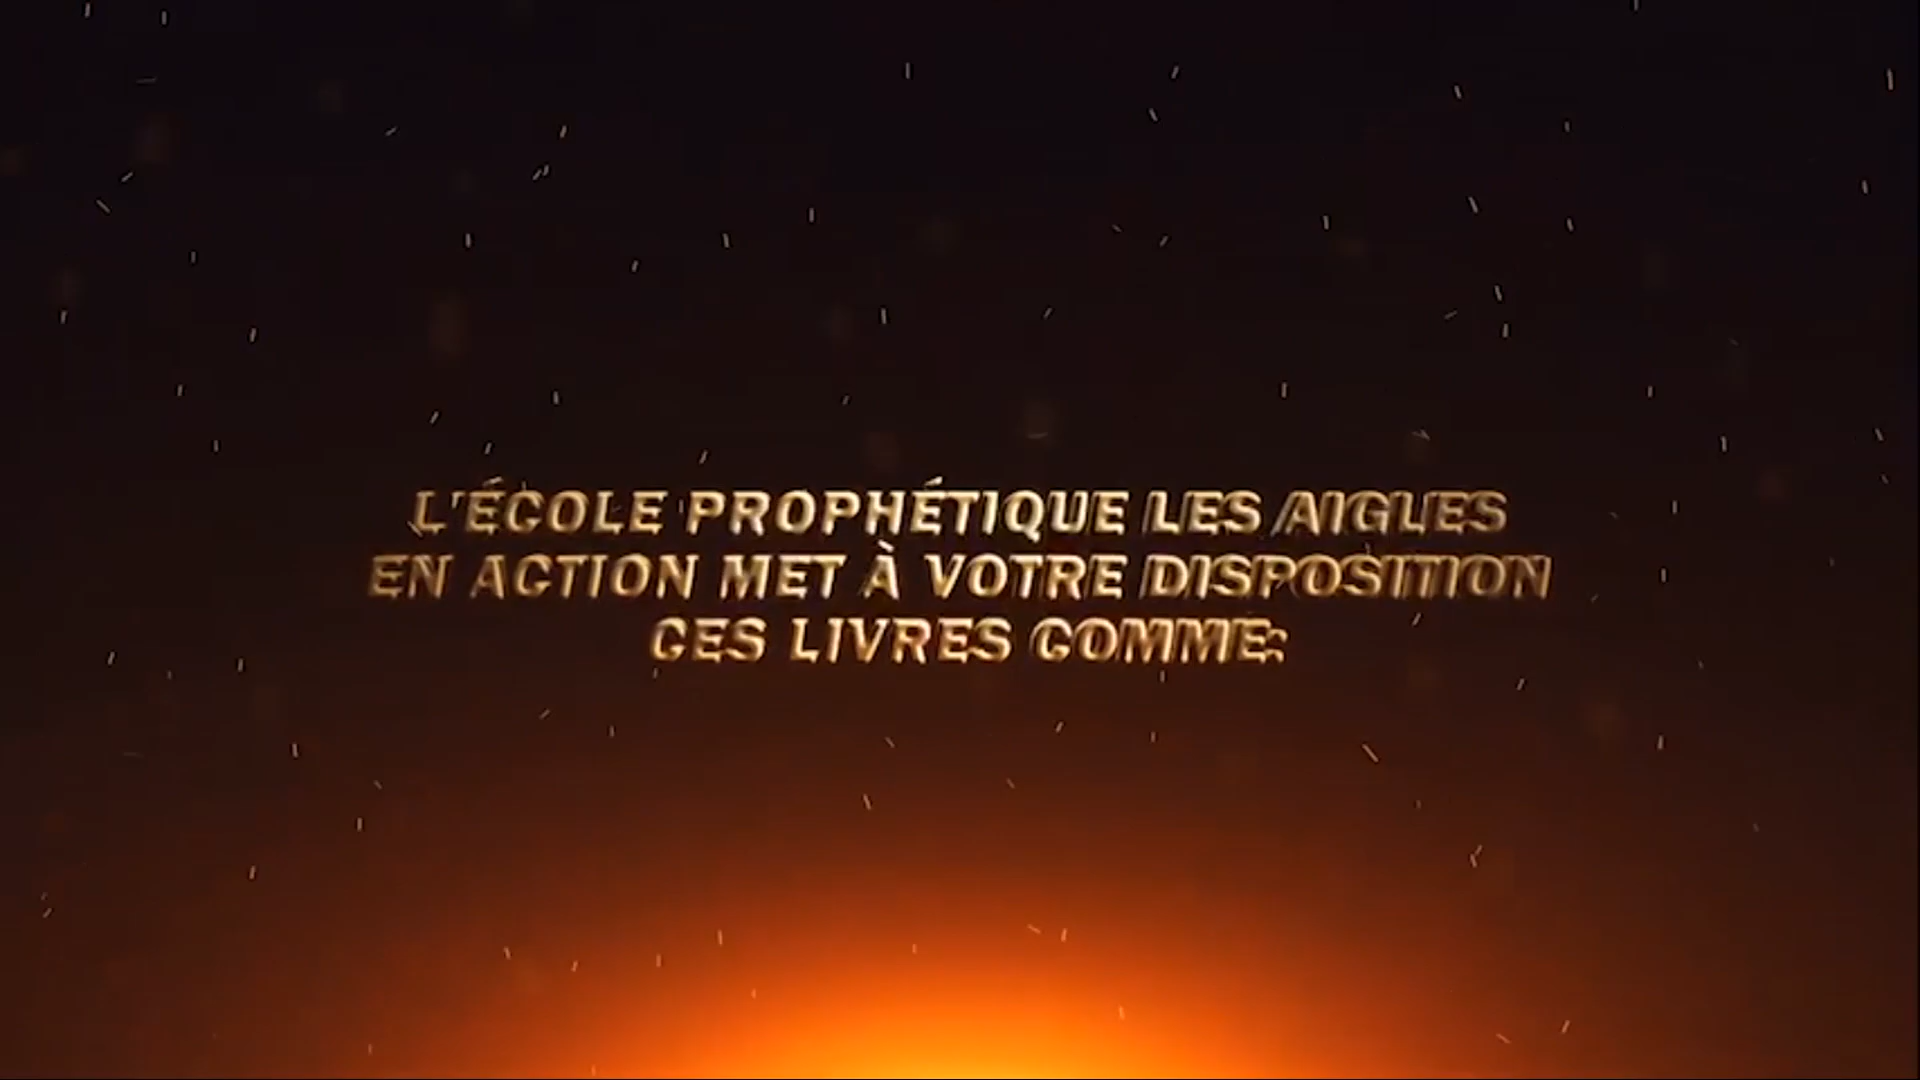 L'ÉCOLE PROPHÉTIQUE LES AIGLES
EN ACTION MET À VOTRE DISPOSITION
CES LIVRES COMME: